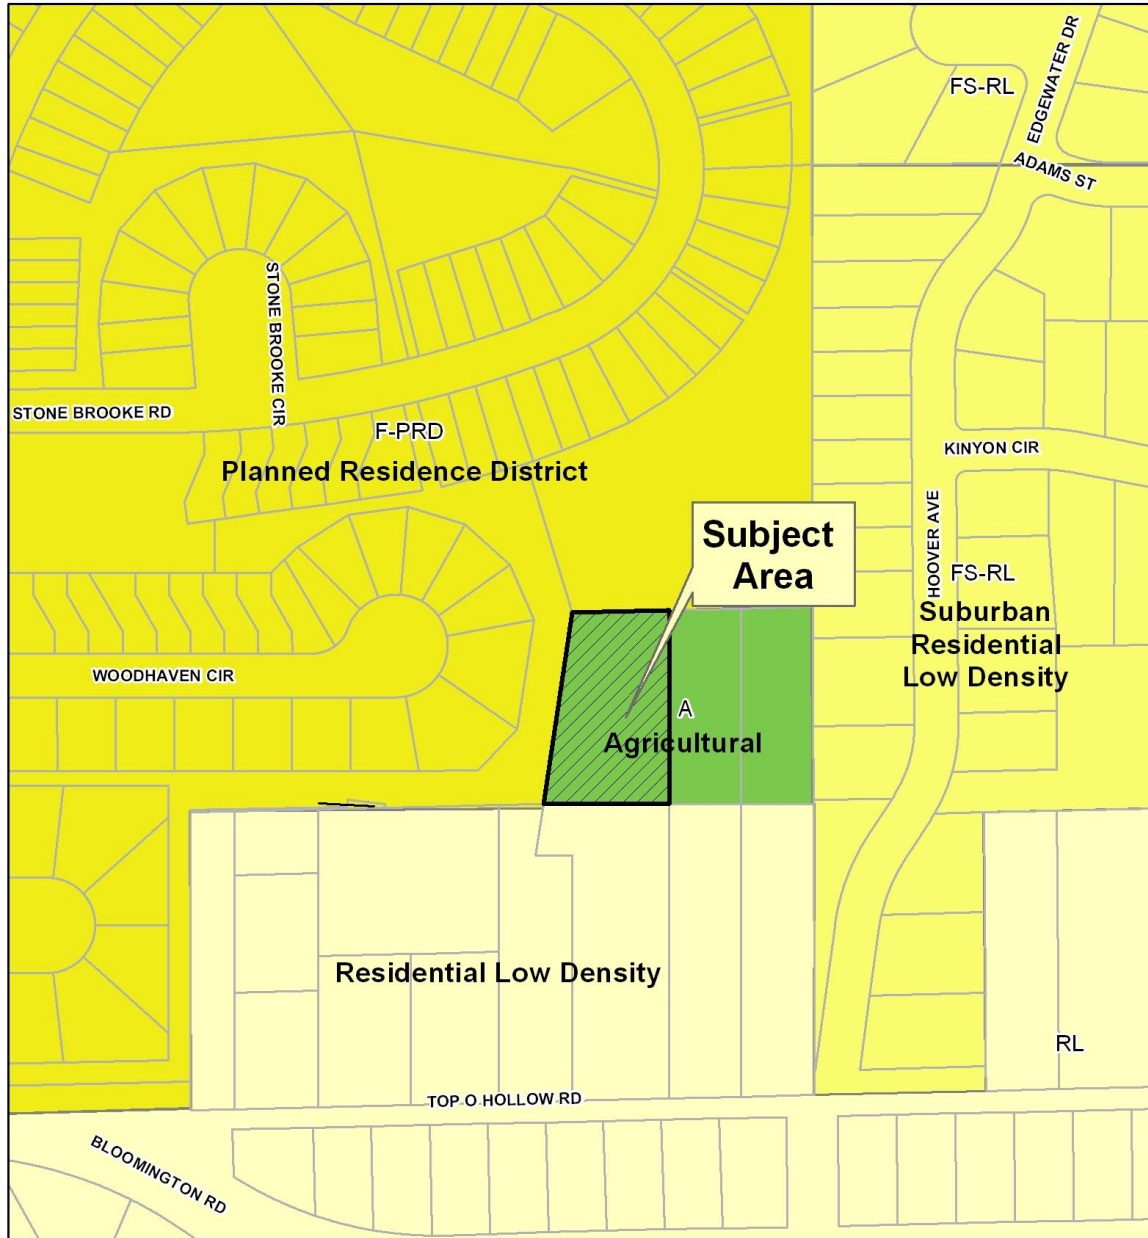 FS-RL
EDGEWATER DR
ADAMS ST
STONE BROOKE CIR
STONE BROOKE RD
F-PRD
Planned Residence District
KINYON CIR
HOOVER AVE
Subject
Area
FS-RL
Suburban
Residential
Low Density
WOODHAVEN CIR
A
Agricultural
Residential Low Density
RL
TOP O HOLLOW RD
BLOOMINGTON RD